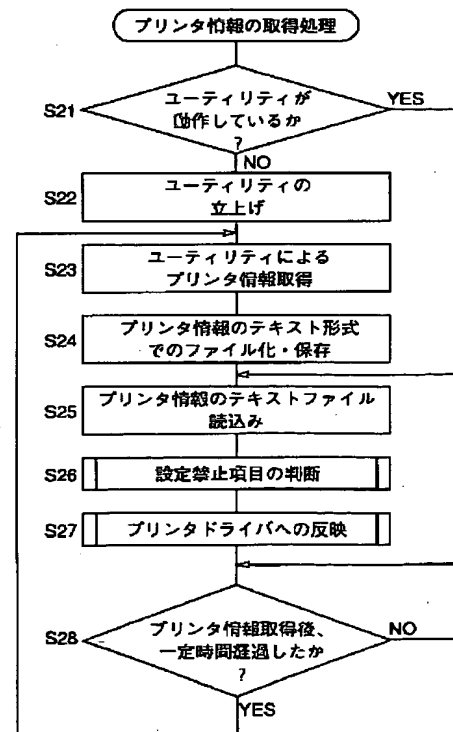 プリンタ情報の取得処理
S21
ユーティリティが
動作しているか
?
YES
NO
S22
ユーティリティの
立上げ
S23
ユーティリティによる
プリンタ情報取得
S24
プリンタ情報のテキスト形式
でのファイル化・保存
S25
プリンタ情報のテキストファイル
読込み
S26
設定禁止項目の判断
S27
プリンタドライバへの反映
S28
プリンタ情報取得後、
一定時間経過したか
?
NO
YES